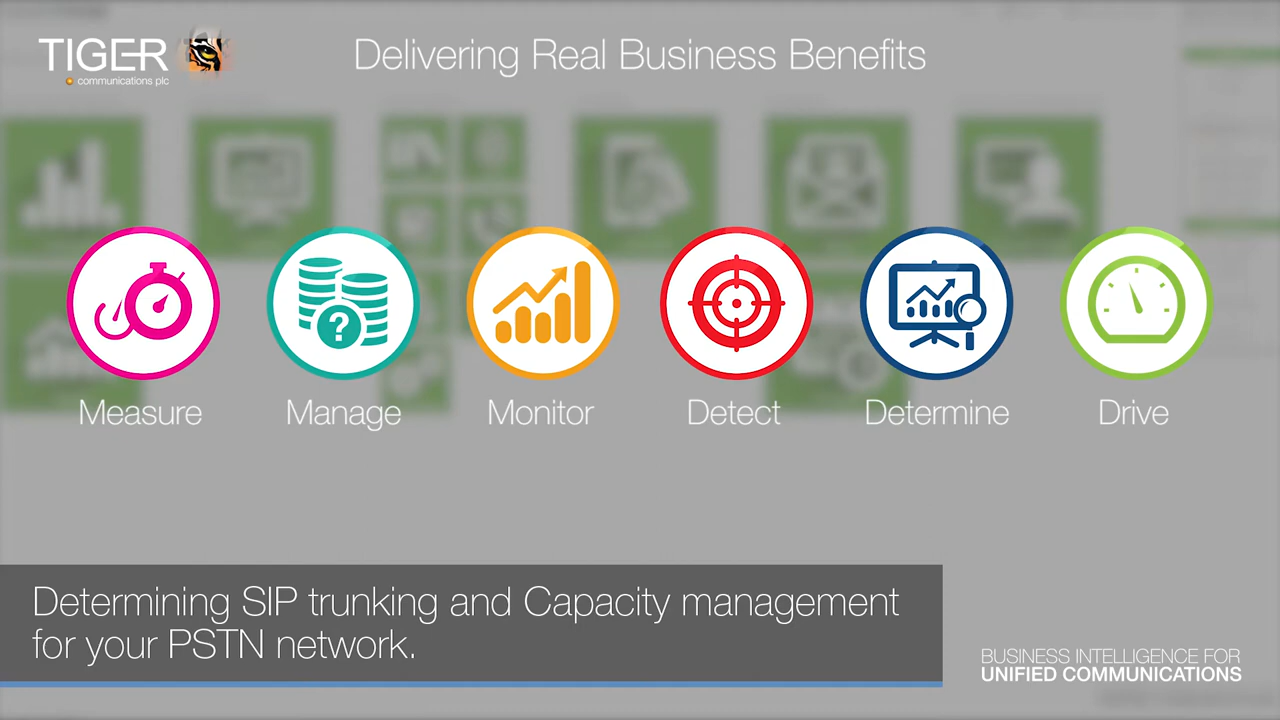 TIGER
communications plc
Delivering Real Business Benefits
?
Measure
Manage
Monitor
Detect
Determine
Drive
Determining SIP trunking and Capacity management
for your PSTN network.
BUSINESS INTELLIGENCE FOR
UNIFIED COMMUNICATIONS